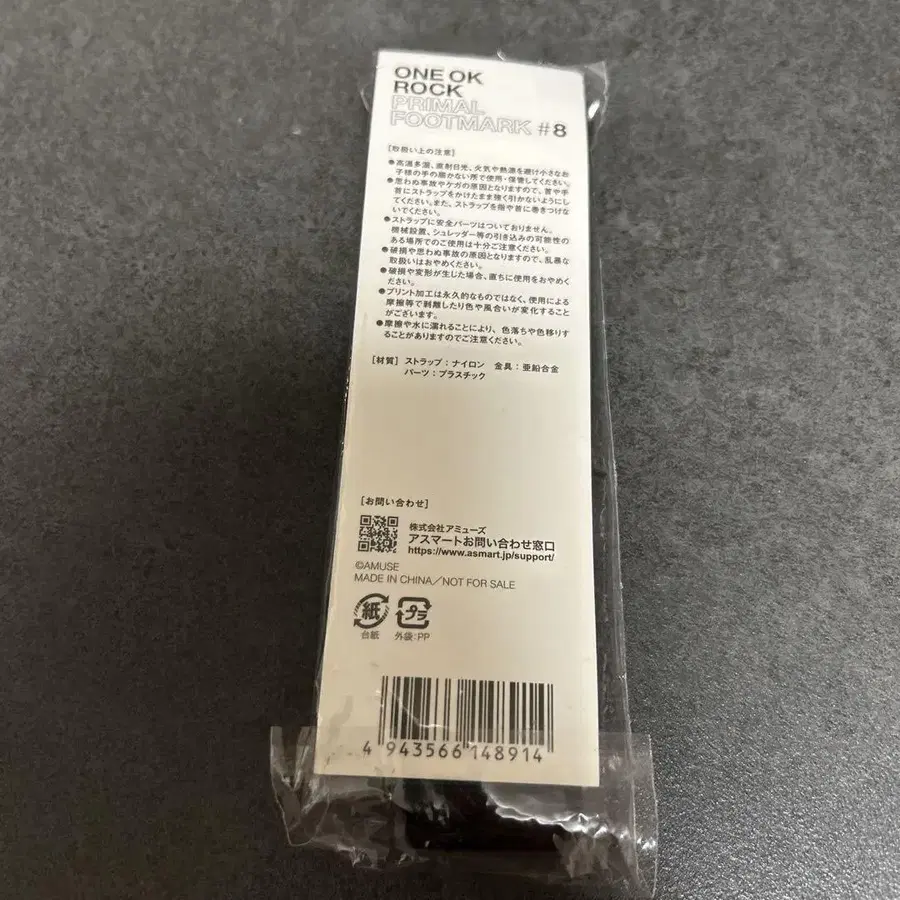 ONE OK
ROCK
PRIMAL
FOOTMARK #8
[取扱い上の注意]
●高温多湿、直射日光、火気や熱源を避け小さなお
子様の手の届かない所で使用・保管してください。
●思わぬ事故やケガの原因となりますので、首や手
首にストラップをかけたまま強く引かないようにし
てください。また、ストラップを指や首に巻きつけな
いでください。
●ストラップに安全パーツはついておりません。
機械設置、シュレッダー等の引き込みの可能性の
ある場所でのご使用は十分ご注意ください。
●破損や思わぬ事故の原因となりますので、乱暴な
取扱いはおやめください。
●破損や変形が生じた場合、直ちに使用をおやめく
ださい。
●プリント加工は永久的なものではなく、使用による
摩擦等で剥離したり色や風合いが変化すること
がございます。
●摩擦や水に濡れることにより、色落ちや色移りす
ることがありますのでご注意ください。
[材質] ストラップ：ナイロン 金具：亜鉛合金
パーツ：プラスチック
[お問い合わせ]
株式会社アミューズ
アスマートお問い合わせ窓口
https://www.asmart.jp/support/
©AMUSE
MADE IN CHINA／NOT FOR SALE
紙 プラ
台紙 外袋:PP
4 943566 148914